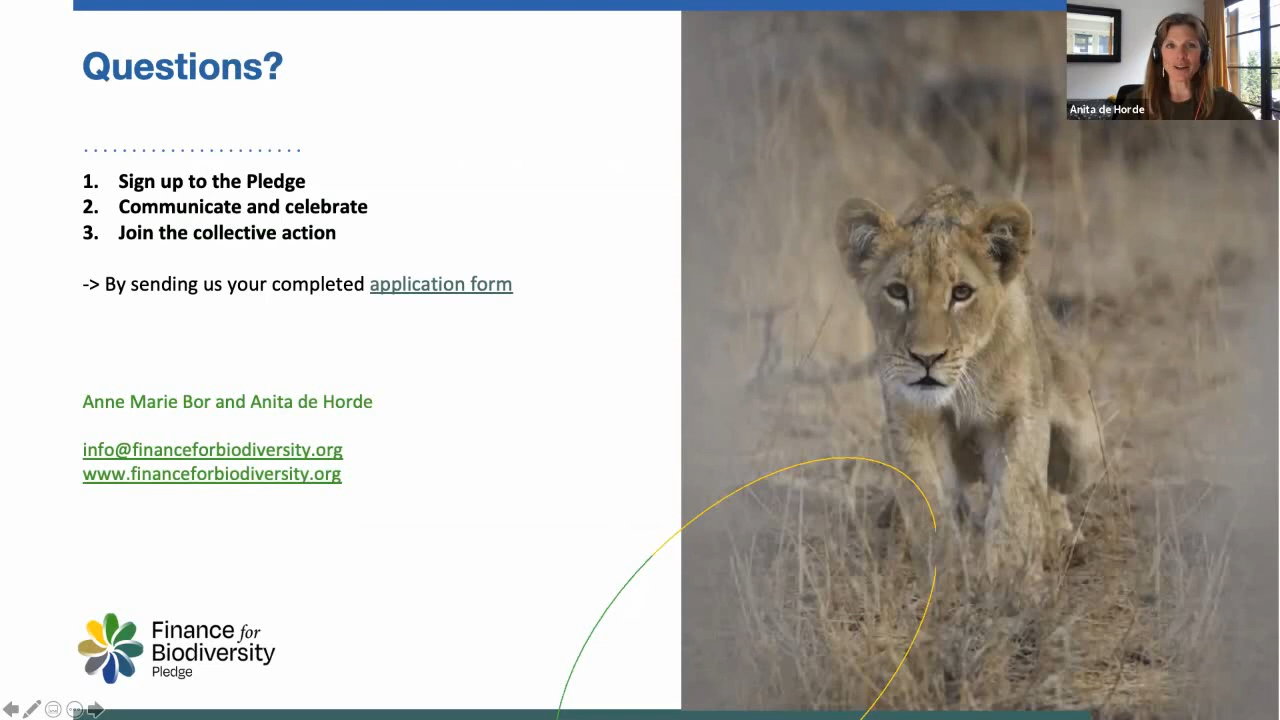 Questions?
1. Sign up to the Pledge
2. Communicate and celebrate
3. Join the collective action
-> By sending us your completed application form
Anne Marie Bor and Anita de Horde
info@financeforbiodiversity.org
www.financeforbiodiversity.org
Finance for
Biodiversity
Pledge
Anita de Horde